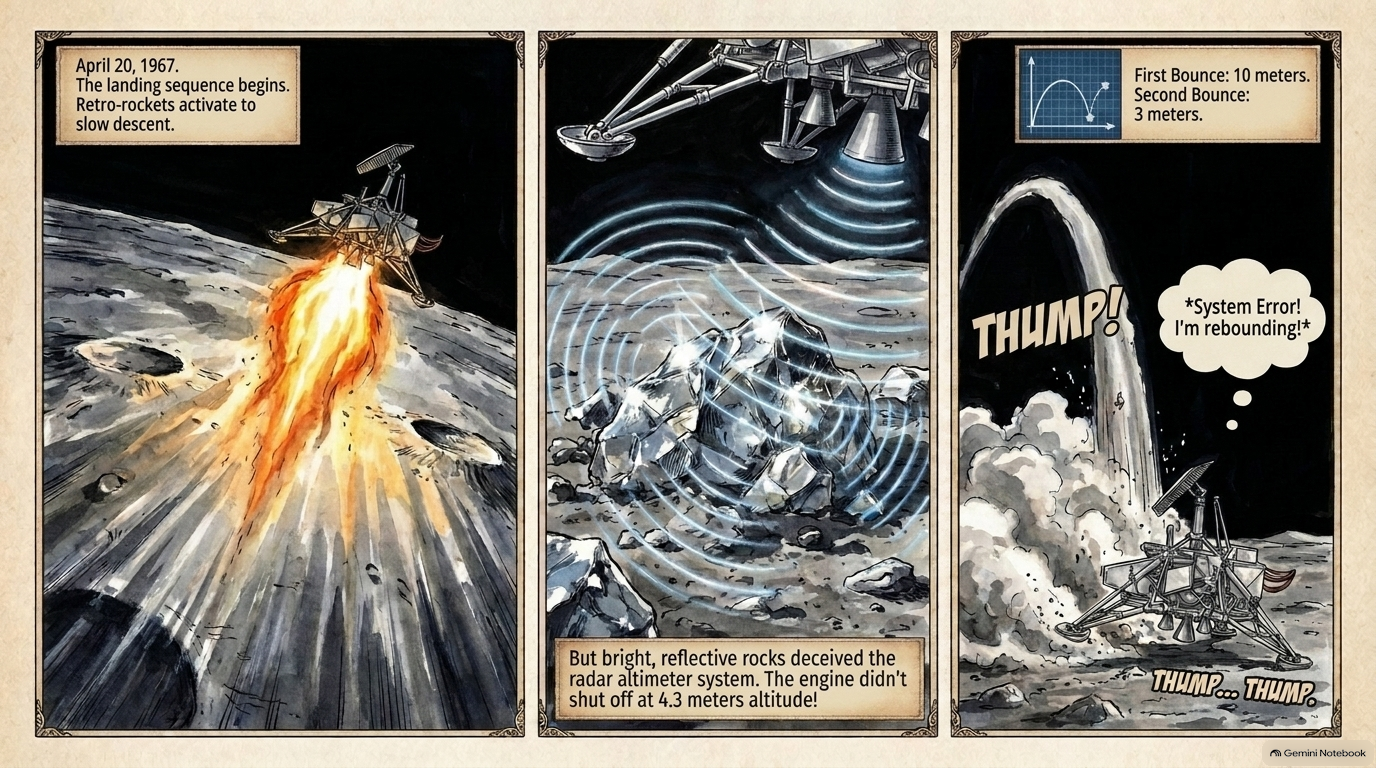 April 20, 1967.
The landing sequence begins.
Retro-rockets activate to
slow descent.
But bright, reflective rocks deceived the
radar altimeter system. The engine didn't
shut off at 4.3 meters altitude!
First Bounce: 10 meters.
Second Bounce:
3 meters.
THUMP!
*System Error!
I'm rebounding!*
THUMP... THUMP.
Gemini Notebook